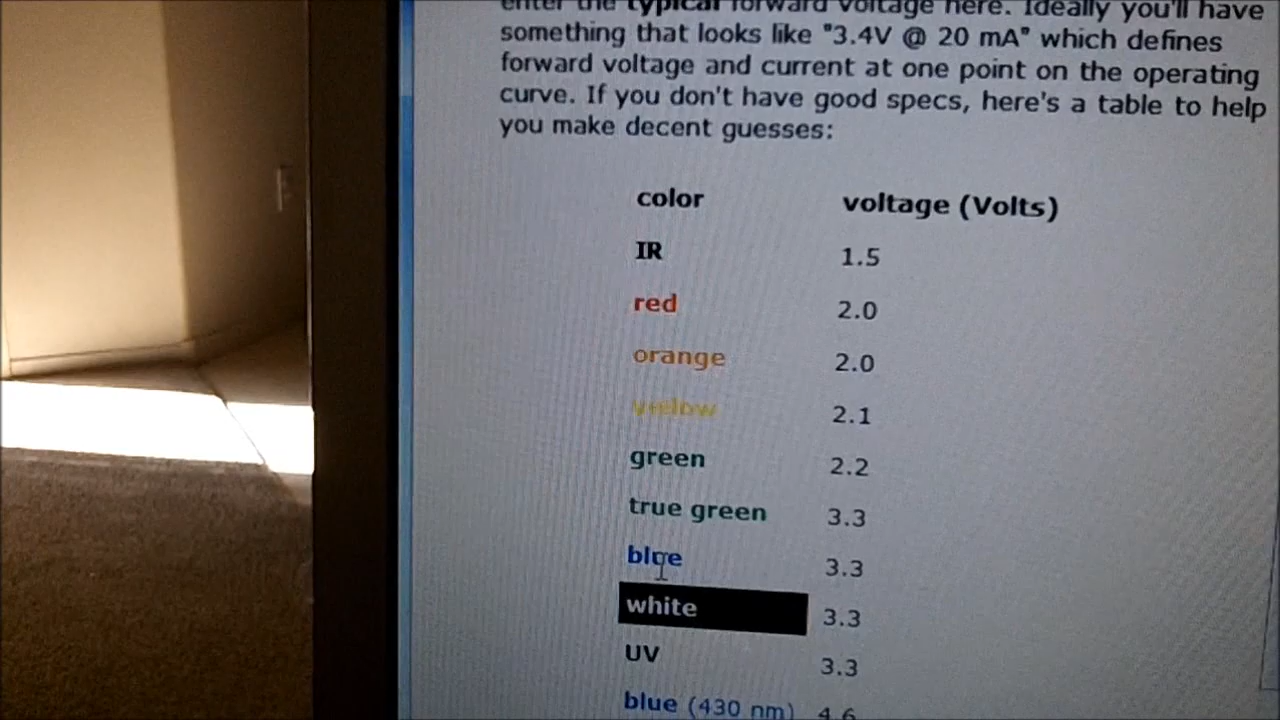 enter the typical forward voltage here. Ideally you'll have
something that looks like "3.4V @ 20 mA" which defines
forward voltage and current at one point on the operating
curve. If you don't have good specs, here's a table to help
you make decent guesses:
color voltage (Volts)
IR 1.5
red 2.0
orange 2.0
yellow 2.1
green 2.2
true green 3.3
blue 3.3
white 3.3
UV 3.3
blue (430 nm) 4.6